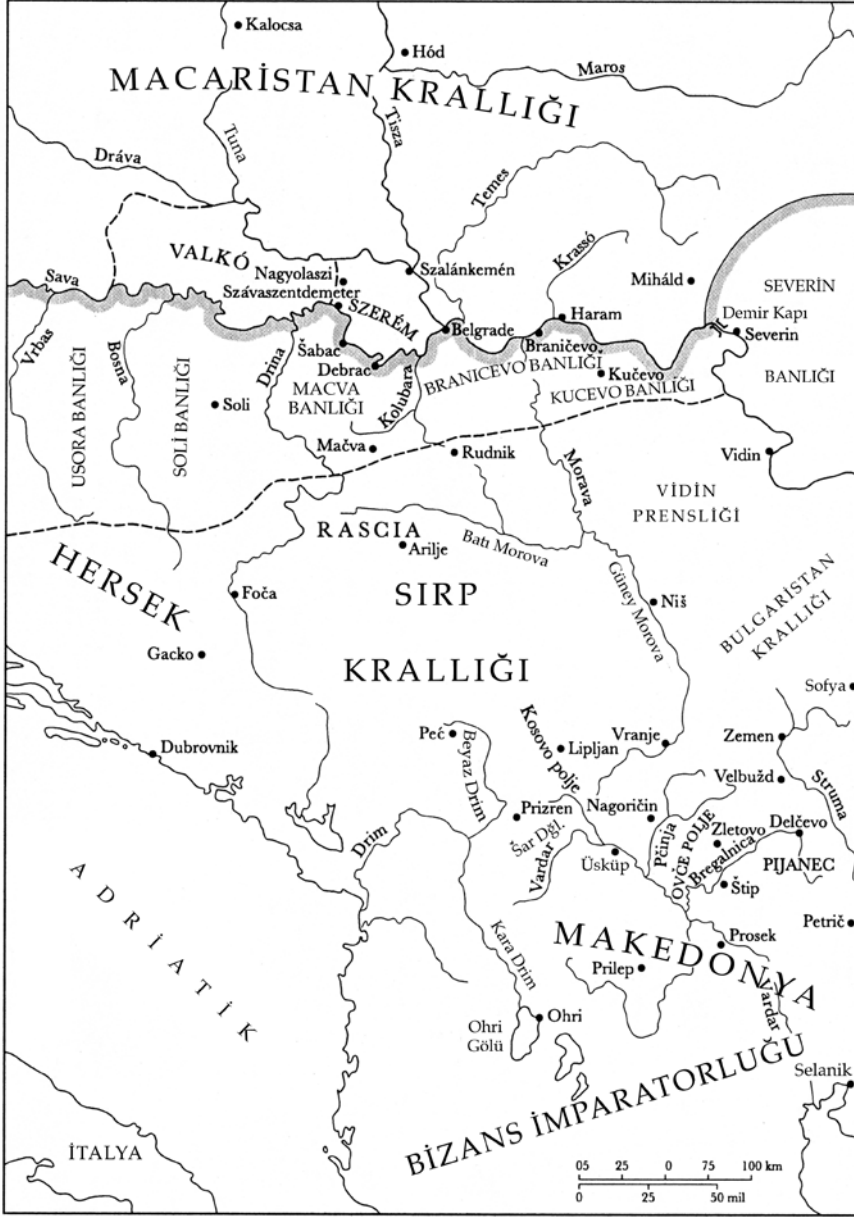 Kalocsa
Hód
Maros
MACARİSTAN KRALLIĞI
Tuna
Tisza
Dráva
Temes
VALKÓ
Nagyolaszi
Szalánkemén
Krassó
Miháld
SEVERİN
Sava
Szávaszentdemeter
SZERÉM
Haram
Demir Kapı
Belgrade
Severin
Vrbas
Bosna
Drina
Šabac
Braničevo
Debrac
BRANICEVO BANLIĞI
Kučevo
BANLIĞI
MACVA
BANLIĞI
Kolubara
KUCEVO BANLIĞI
USORA BANLIĞI
SOLİ BANLIĞI
Soli
Mačva
Rudnik
Morava
Vidin
VİDİN
PRENSLİĞİ
RASCIA
Arilje
Batı Morova
HERSEK
Foča
SIRP
KRALLIĞI
Güney Morova
Niš
BULGARİSTAN
KRALLIĞI
Gacko
Sofya
Dubrovnik
Peć
Beyaz Drim
Kosovo polje
Lipljan
Vranje
Zemen
Velbužd
Struma
Prizren
Šar Dğl.
Nagoričin
Pčinja
OVČE POLJE
Zletovo
Delčevo
Bregalnica
PIJANEC
Drim
Vardar
Üsküp
Štip
ADRİATİK
Petrič
Prosek
MAKEDONYA
Prilep
Kara Drim
Vardar
Ohri
Ohri
Gölü
BİZANS İMPARATORLUĞU
Selanik
İTALYA
05 25 0 75 100 km
0 25 50 mil